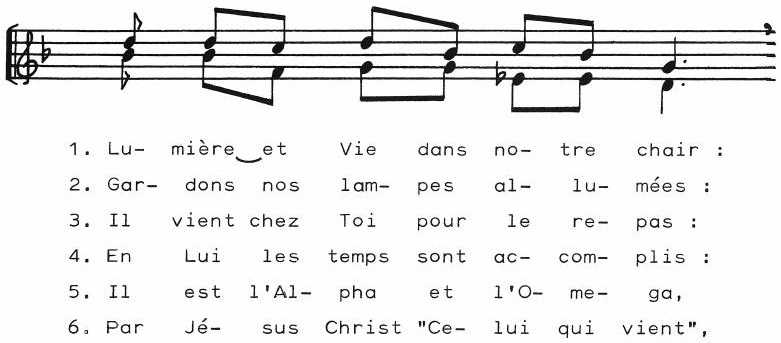 1. Lu- mière‿et Vie dans no- tre chair :
2. Gar- dons nos lam- pes al- lu- mées :
3. Il vient chez Toi pour le re- pas :
4. En Lui les temps sont ac- com- plis :
5. Il est l'Al- pha et l'O- me- ga,
6. Par Jé- sus Christ "Ce- lui qui vient",